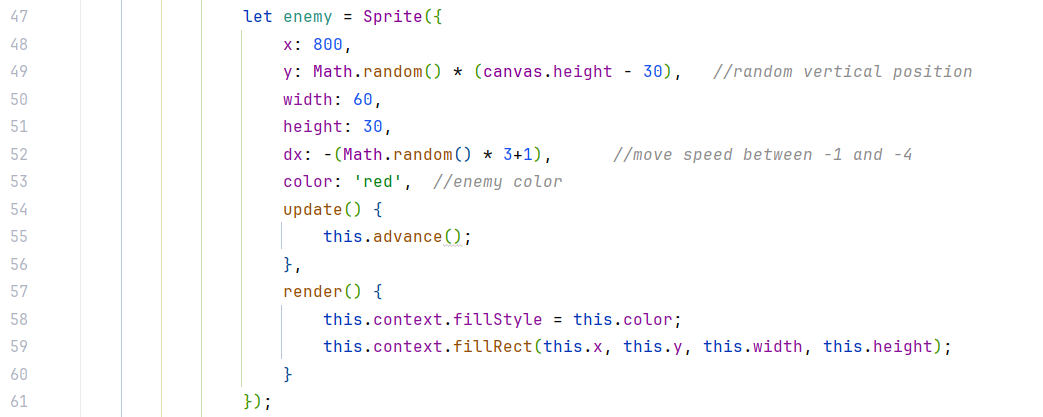 47 let enemy = Sprite({
48 x: 800,
49 y: Math.random() * (canvas.height - 30), //random vertical position
50 width: 60,
51 height: 30,
52 dx: -(Math.random() * 3+1), //move speed between -1 and -4
53 color: 'red', //enemy color
54 update() {
55 this.advance();
56 },
57 render() {
58 this.context.fillStyle = this.color;
59 this.context.fillRect(this.x, this.y, this.width, this.height);
60 }
61 });